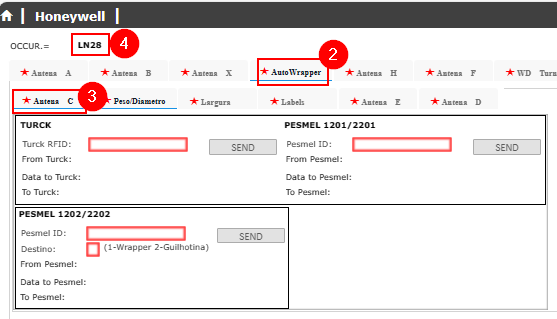 Honeywell
OCCUR.= LN28 4
2
★ Antena A ★ Antena B ★ Antena X ★ AutoWrapper ★ Antena H ★ Antena F ★ WD Turn
★ Antena C 3 ★ Peso/Diametro ★ Largura ★ Labels ★ Antena E ★ Antena D
TURCK
Turck RFID: SEND
From Turck:
Data to Turck:
To Turck:
PESMEL 1201/2201
Pesmel ID: SEND
From Pesmel:
Data to Pesmel:
To Pesmel:
PESMEL 1202/2202
Pesmel ID: SEND
Destino: (1-Wrapper 2-Guilhotina)
From Pesmel:
Data to Pesmel:
To Pesmel: